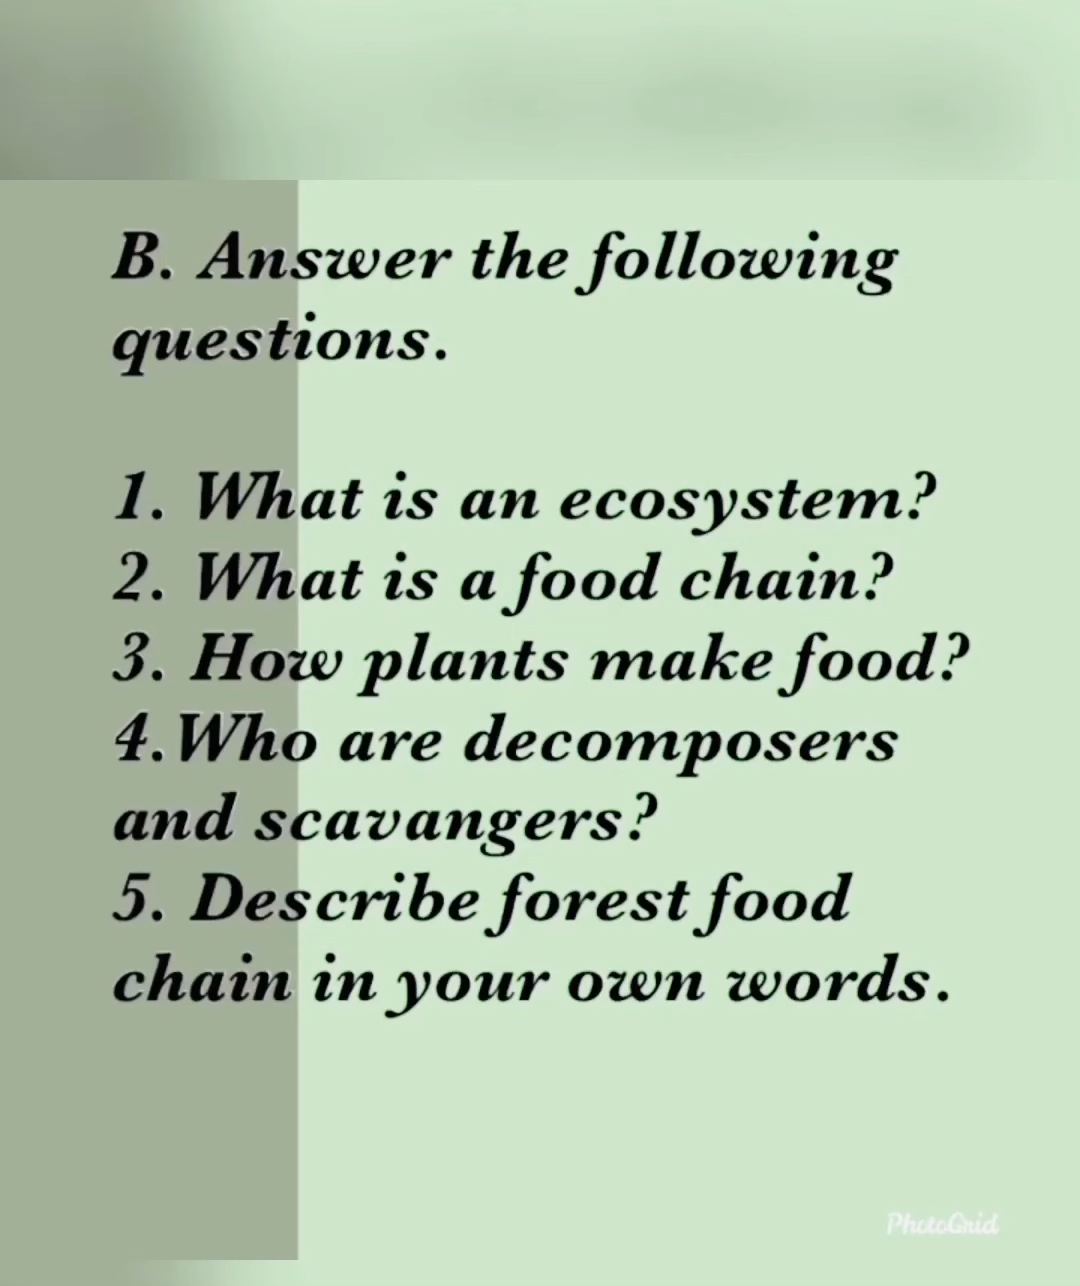 B. Answer the following
questions.
1. What is an ecosystem?
2. What is a food chain?
3. How plants make food?
4.Who are decomposers
and scavangers?
5. Describe forest food
chain in your own words.
PhotoGrid